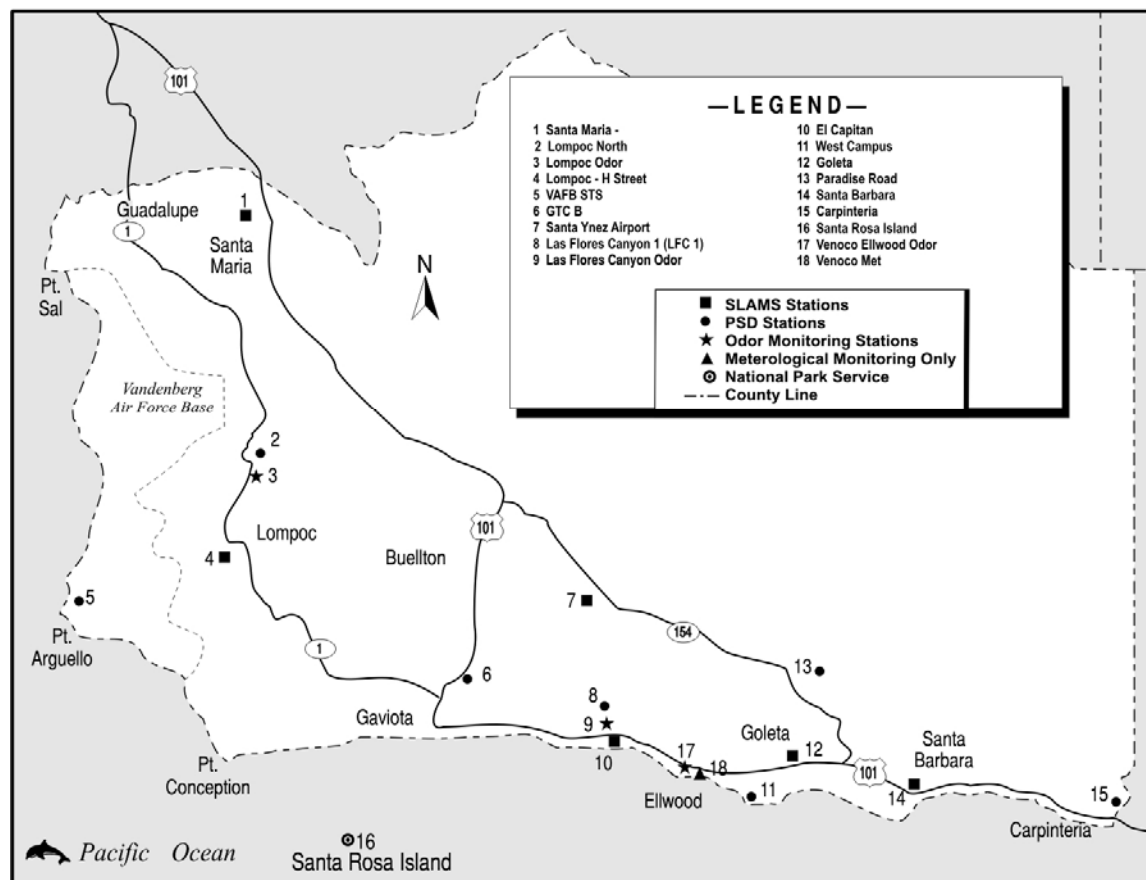 101
—LEGEND—
1 Santa Maria -
2 Lompoc North
3 Lompoc Odor
4 Lompoc - H Street
5 VAFB STS
6 GTC B
7 Santa Ynez Airport
8 Las Flores Canyon 1 (LFC 1)
9 Las Flores Canyon Odor
10 El Capitan
11 West Campus
12 Goleta
13 Paradise Road
14 Santa Barbara
15 Carpinteria
16 Santa Rosa Island
17 Venoco Ellwood Odor
18 Venoco Met
SLAMS Stations
PSD Stations
Odor Monitoring Stations
Meterological Monitoring Only
National Park Service
County Line
N
Guadalupe
1
1
Santa
Maria
Pt.
Sal
Vandenberg
Air Force Base
2
3
Lompoc
4
101
Buellton
5
Pt.
Arguello
7
154
1
6
13
8
Gaviota
9
10
17
18
Goleta
12
Santa
Barbara
101
Pt.
Conception
Ellwood
11
14
15
Carpinteria
Pacific Ocean
16
Santa Rosa Island